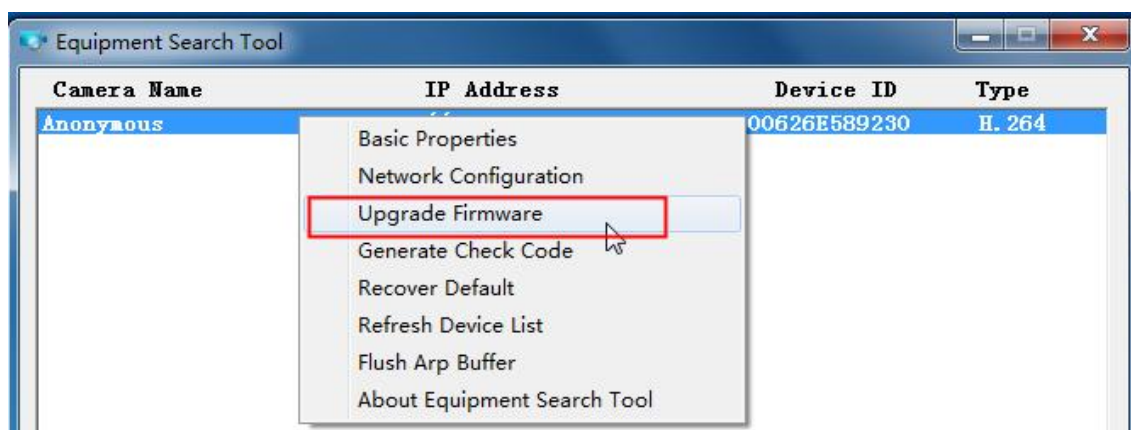 Equipment Search Tool
Camera Name IP Address Device ID Type
Anonymous 00626E589230 H.264
Basic Properties
Network Configuration
Upgrade Firmware
Generate Check Code
Recover Default
Refresh Device List
Flush Arp Buffer
About Equipment Search Tool